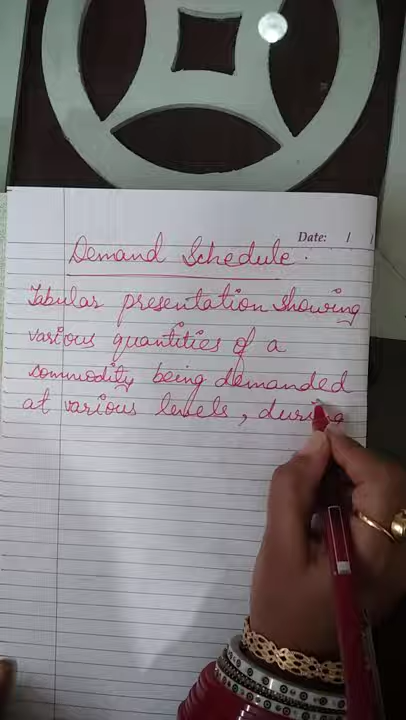 Date: / /
Demand Schedule.
Tabular presentation showing
various quantities of a
commodity being demanded
at various levels, during